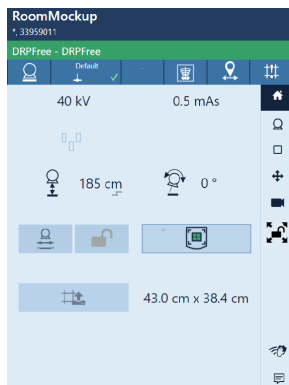 RoomMockup
*, 33959011
DRPFree - DRPFree
Default
40 kV 0.5 mAs
185 cm 0 °
43.0 cm x 38.4 cm